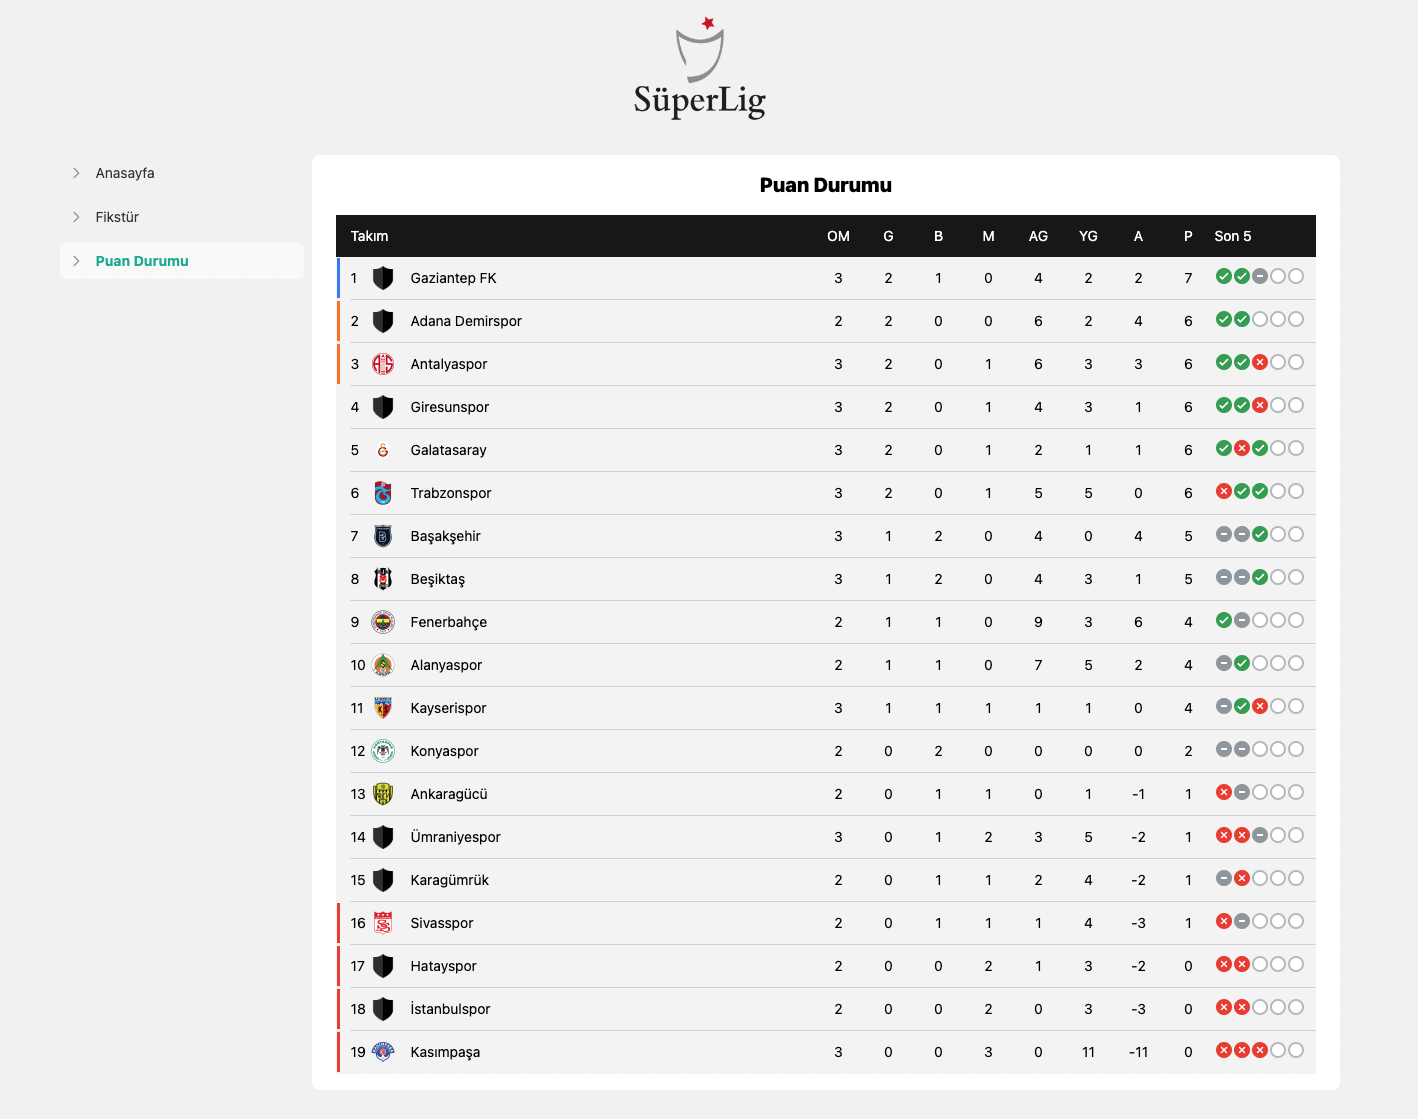 SüperLig
Anasayfa
Fikstür
Puan Durumu
Puan Durumu
Takım OM G B M AG YG A P Son 5
1 Gaziantep FK 3 2 1 0 4 2 2 7
2 Adana Demirspor 2 2 0 0 6 2 4 6
3 Antalyaspor 3 2 0 1 6 3 3 6
4 Giresunspor 3 2 0 1 4 3 1 6
5 Galatasaray 3 2 0 1 2 1 1 6
6 Trabzonspor 3 2 0 1 5 5 0 6
7 Başakşehir 3 1 2 0 4 0 4 5
8 Beşiktaş 3 1 2 0 4 3 1 5
9 Fenerbahçe 2 1 1 0 9 3 6 4
10 Alanyaspor 2 1 1 0 7 5 2 4
11 Kayserispor 3 1 1 1 1 1 0 4
12 Konyaspor 2 0 2 0 0 0 0 2
13 Ankaragücü 2 0 1 1 0 1 -1 1
14 Ümraniyespor 3 0 1 2 3 5 -2 1
15 Karagümrük 2 0 1 1 2 4 -2 1
16 Sivasspor 2 0 1 1 1 4 -3 1
17 Hatayspor 2 0 0 2 1 3 -2 0
18 İstanbulspor 2 0 0 2 0 3 -3 0
19 Kasımpaşa 3 0 0 3 0 11 -11 0